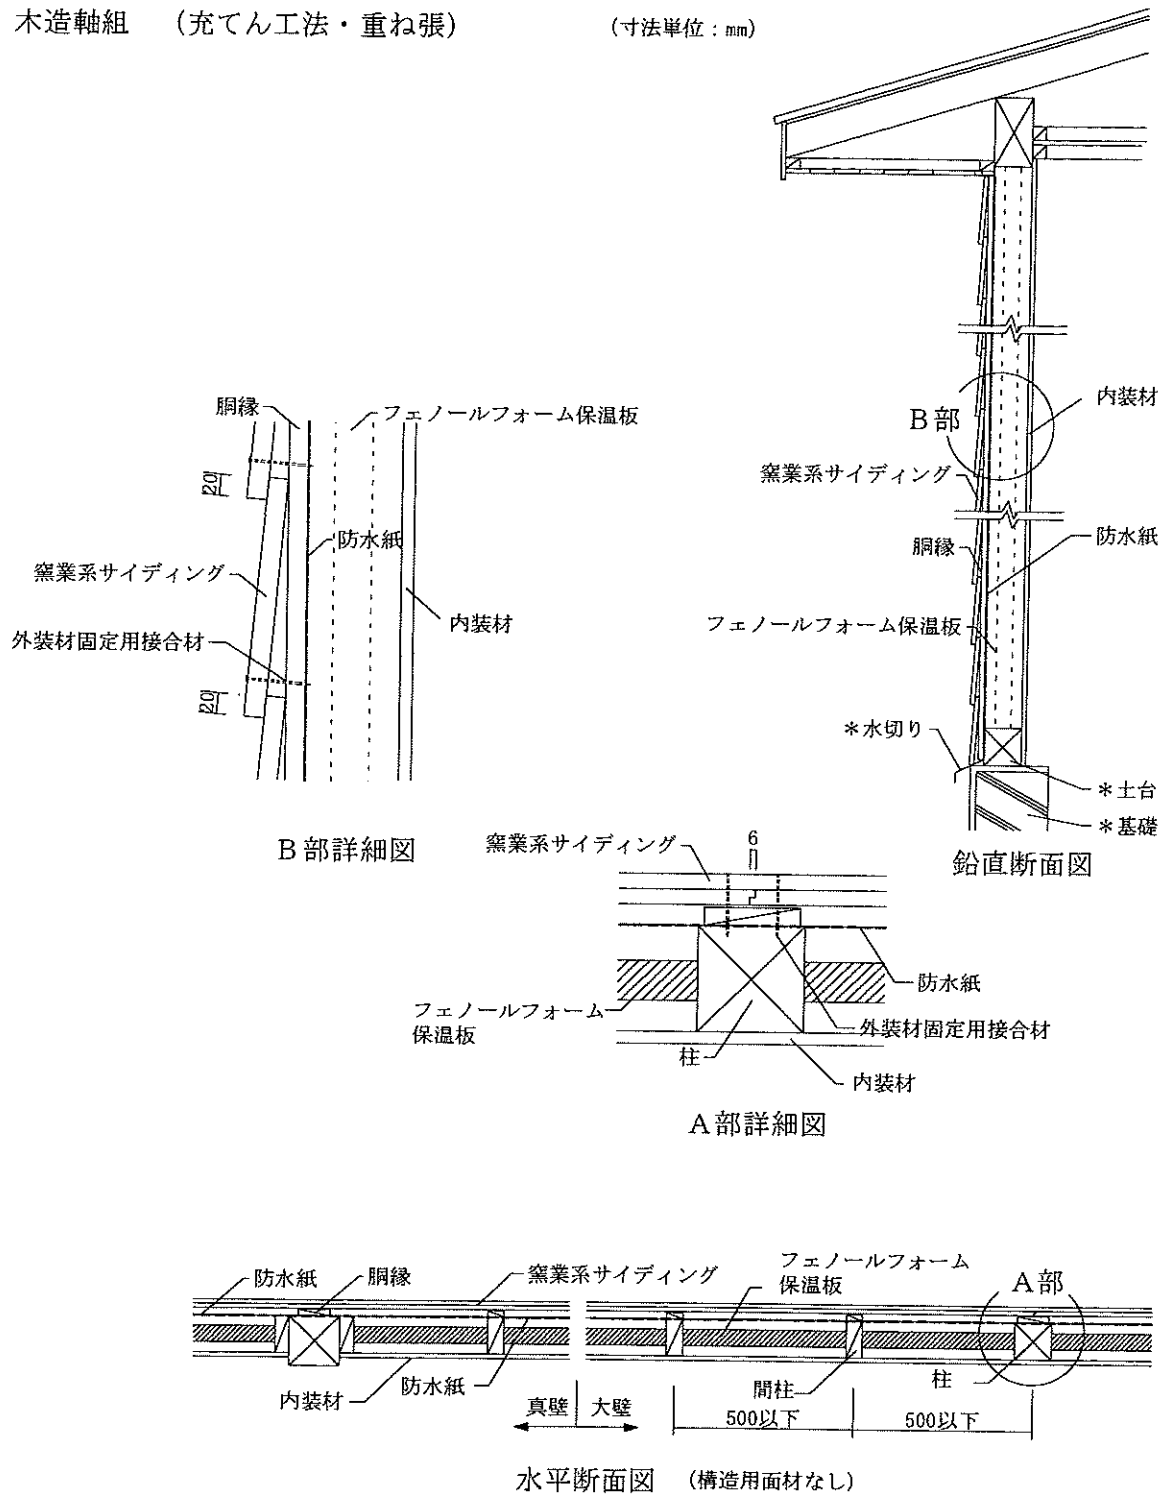 木造軸組 （充てん工法・重ね張） （寸法単位：㎜）
胴縁
フェノールフォーム保温板
20
防水紙
窯業系サイディング
外装材固定用接合材
内装材
20
B部詳細図
内装材
B部
窯業系サイディング
胴縁
防水紙
フェノールフォーム保温板
＊水切り
＊土台
＊基礎
鉛直断面図
窯業系サイディング
6
防水紙
フェノールフォーム
保温板
外装材固定用接合材
柱
内装材
A部詳細図
防水紙
胴縁
窯業系サイディング
フェノールフォーム
保温板
A部
内装材
防水紙
間柱
柱
真壁 大壁
500以下
500以下
水平断面図 （構造用面材なし）